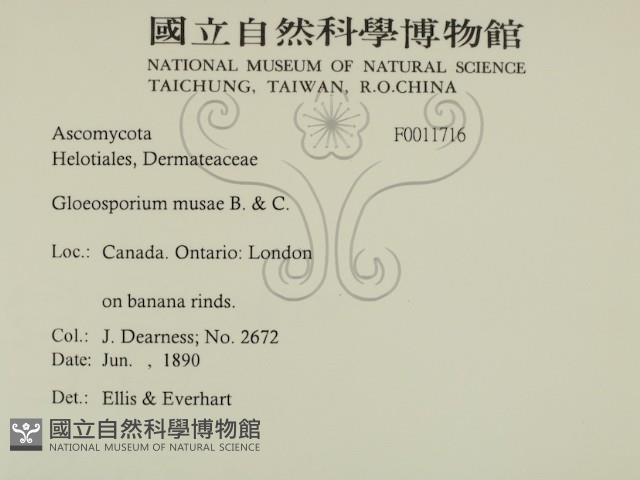 國立自然科學博物館
NATIONAL MUSEUM OF NATURAL SCIENCE
TAICHUNG, TAIWAN, R.O.CHINA
Ascomycota F0011716
Helotiales, Dermateaceae
Gloeosporium musae B. & C.
Loc.: Canada. Ontario: London
on banana rinds.
Col.: J. Dearness; No. 2672
Date: Jun. , 1890
Det.: Ellis & Everhart
國立自然科學博物館
NATIONAL MUSEUM OF NATURAL SCIENCE